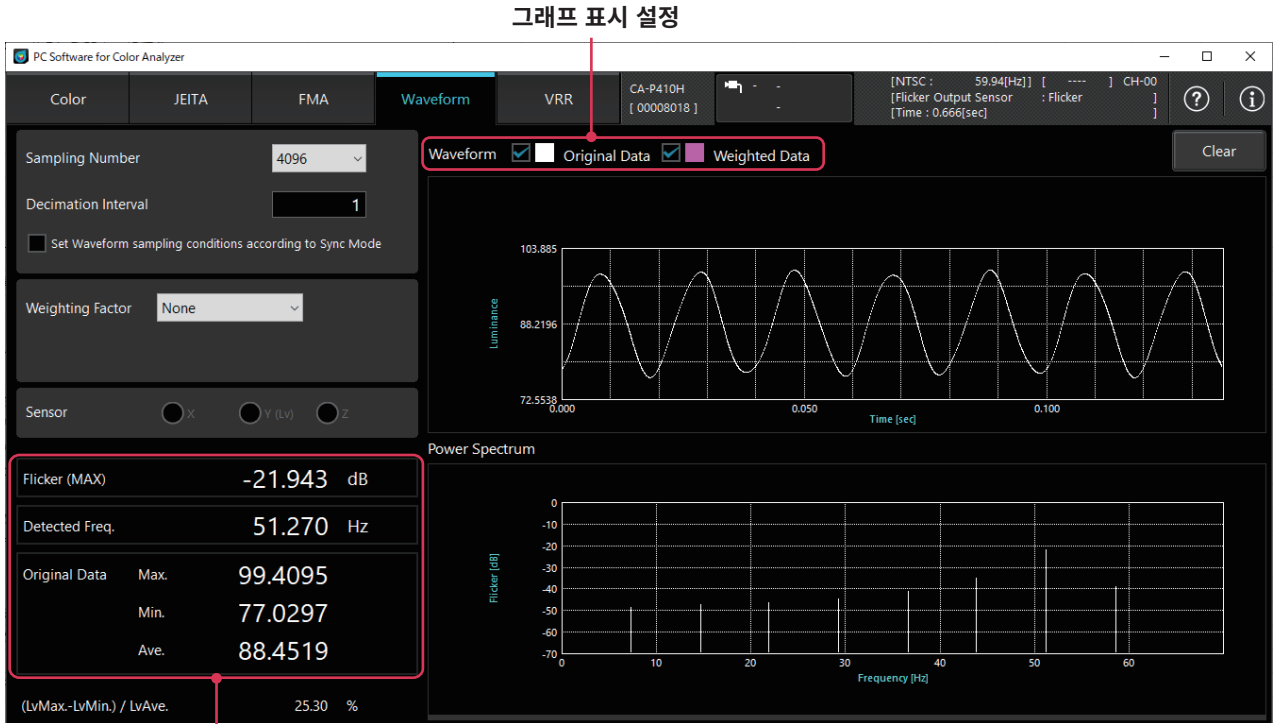 그래프 표시 설정
PC Software for Color Analyzer
Color
JEITA
FMA
Waveform
VRR
CA-P410H
[ 00008018 ]
- -
-
[NTSC : 59.94[Hz]] [ ---- ] CH-00
[Flicker Output Sensor : Flicker ]
[Time : 0.666[sec] ]
Sampling Number 4096
Decimation Interval 1
Set Waveform sampling conditions according to Sync Mode
Weighting Factor None
Sensor X Y (Lv) Z
Flicker (MAX) -21.943 dB
Detected Freq. 51.270 Hz
Original Data Max. 99.4095
Min. 77.0297
Ave. 88.4519
(LvMax.-LvMin.) / LvAve. 25.30 %
Waveform Original Data Weighted Data
Clear
103.885
88.2196
72.5538
Luminance
0.000 0.050 0.100
Time [sec]
Power Spectrum
0
-10
-20
-30
-40
-50
-60
-70
Flicker [dB]
0 10 20 30 40 50 60
Frequency [Hz]